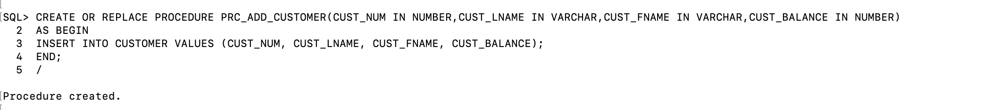 SQL> CREATE OR REPLACE PROCEDURE PRC_ADD_CUSTOMER(CUST_NUM IN NUMBER,CUST_LNAME IN VARCHAR,CUST_FNAME IN VARCHAR,CUST_BALANCE IN NUMBER)
2 AS BEGIN
3 INSERT INTO CUSTOMER VALUES (CUST_NUM, CUST_LNAME, CUST_FNAME, CUST_BALANCE);
4 END;
5 /
Procedure created.